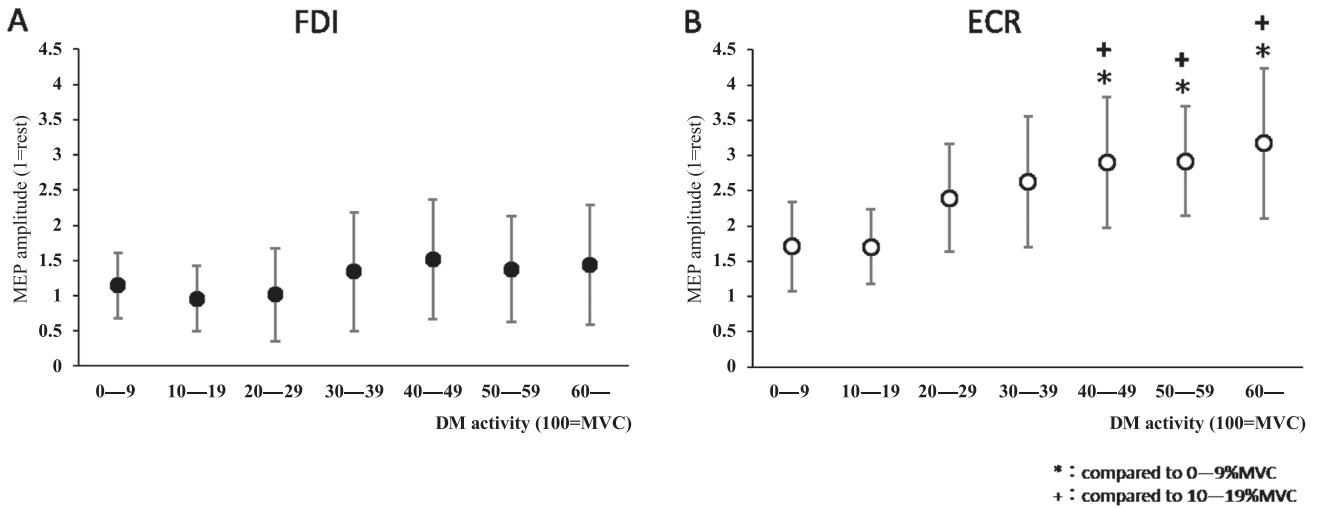 A
FDI
MEP amplitude (1=rest)
4.5
4
3.5
3
2.5
2
1.5
1
0.5
0
0—9 10—19 20—29 30—39 40—49 50—59 60—
DM activity (100=MVC)
B
ECR
MEP amplitude (1=rest)
4.5
4
3.5
3
2.5
2
1.5
1
0.5
0
+ + +
* * *
0—9 10—19 20—29 30—39 40—49 50—59 60—
DM activity (100=MVC)
* : compared to 0—9%MVC
+ : compared to 10—19%MVC